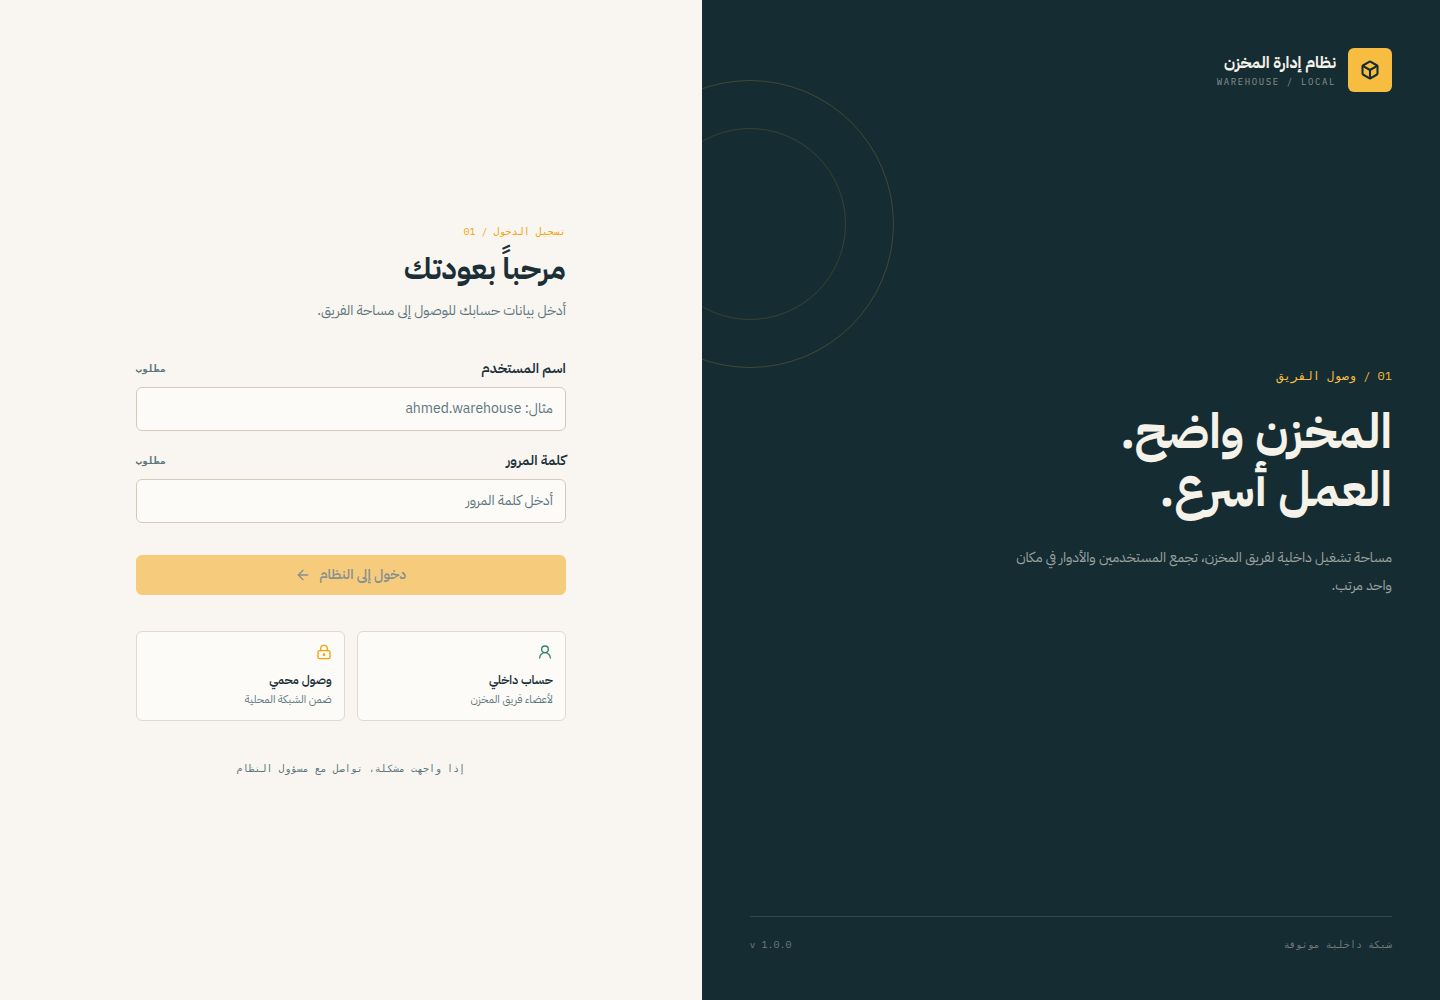 نظام إدارة المخزن
WAREHOUSE / LOCAL
01 / وصول الفريق
المخزن واضح.
العمل أسرع.
مساحة تشغيل داخلية لفريق المخزن، تجمع المستخدمين والأدوار في مكان
واحد مرتب.
شبكة داخلية موثوقة
v 1.0.0
تسجيل الدخول / 01
مرحباً بعودتك
أدخل بيانات حسابك للوصول إلى مساحة الفريق.
اسم المستخدم
مطلوب
مثال: ahmed.warehouse
كلمة المرور
مطلوب
أدخل كلمة المرور
دخول إلى النظام ←
حساب داخلي
لأعضاء فريق المخزن
وصول محمي
ضمن الشبكة المحلية
إذا واجهت مشكلة، تواصل مع مسؤول النظام